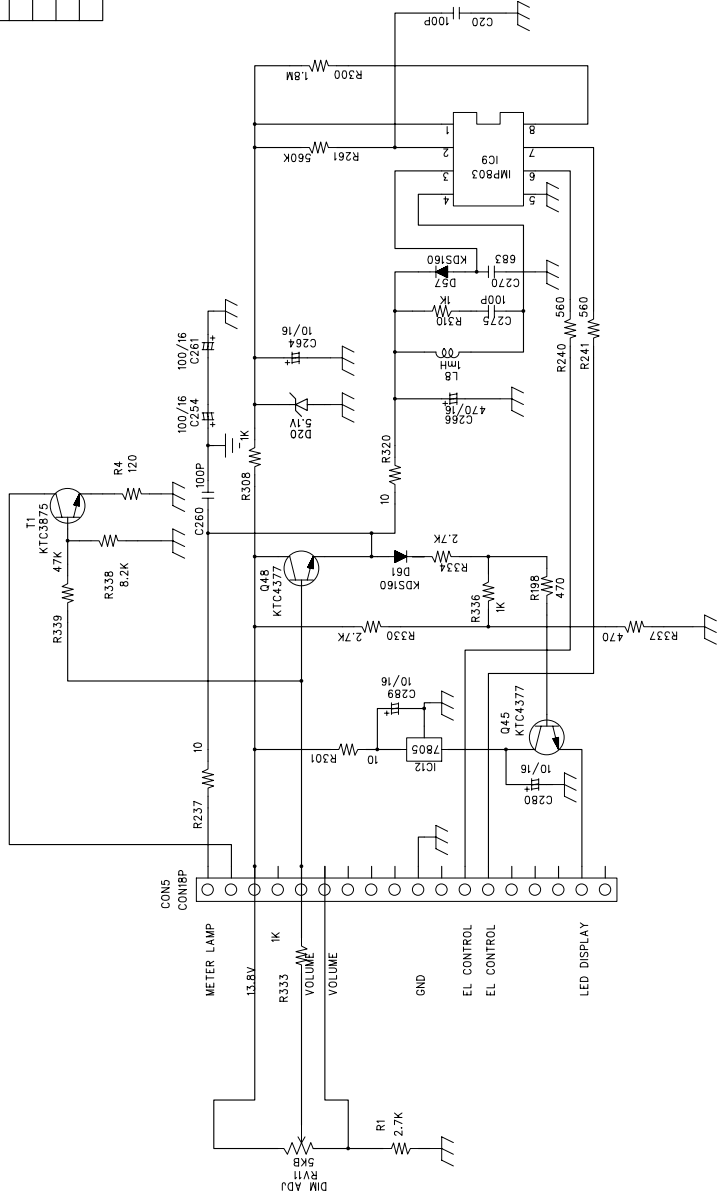 C20
100P
R300
1.8M
1
8
R261
560K
2
7
IMP803
IC9
3
6
4
5
KDS160
D57
683
C270
R310
1K
C275
100P
L8
1mH
C266
470/16
R240
560
R241
560
C264
10/16
D20
5.1V
100/16
C261
100/16
C254
R308
1K
R320
10
T1
KTC3875
R4
120
C260
100P
R339
47K
R338
8.2K
Q48
KTC4377
D61
KDS160
R334
2.7K
R336
1K
R198
470
R330
2.7K
R337
470
C289
10/16
R301
10
IC12
7805
Q45
KTC4377
C280
10/16
R237
10
CON5
CON18P
METER LAMP
13.8V
R333
1K
VOLUME
VOLUME
GND
EL CONTROL
EL CONTROL
LED DISPLAY
DIM ADJ
RV11
5KB
R1
2.7K